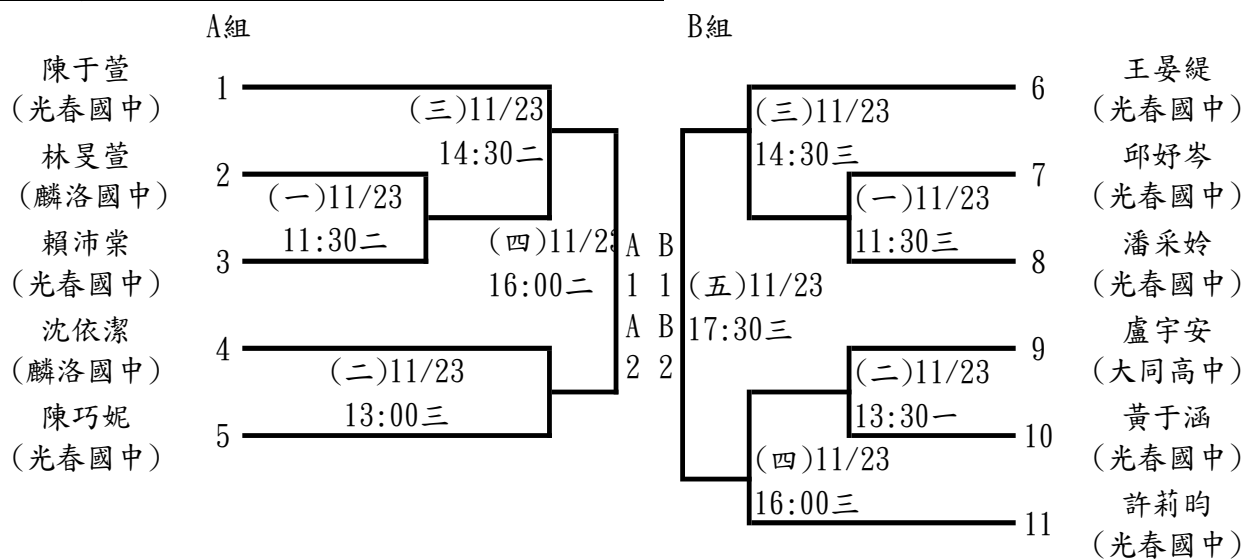 A組
陳于萱
(光春國中)
1
(三)11/23
14:30二
林旻萱
(麟洛國中)
2
(一)11/23
11:30二
賴沛棠
(光春國中)
3
(四)11/23
16:00二
沈依潔
(麟洛國中)
4
(二)11/23
13:00三
陳巧妮
(光春國中)
5
A1
A2
B組
B1
B2
王晏緹
(光春國中)
6
(三)11/23
14:30三
邱妤岑
(光春國中)
7
(一)11/23
11:30三
潘采姈
(光春國中)
8
(五)11/23
17:30三
盧宇安
(大同高中)
9
(二)11/23
13:30一
黃于涵
(光春國中)
10
(四)11/23
16:00三
許莉昀
(光春國中)
11